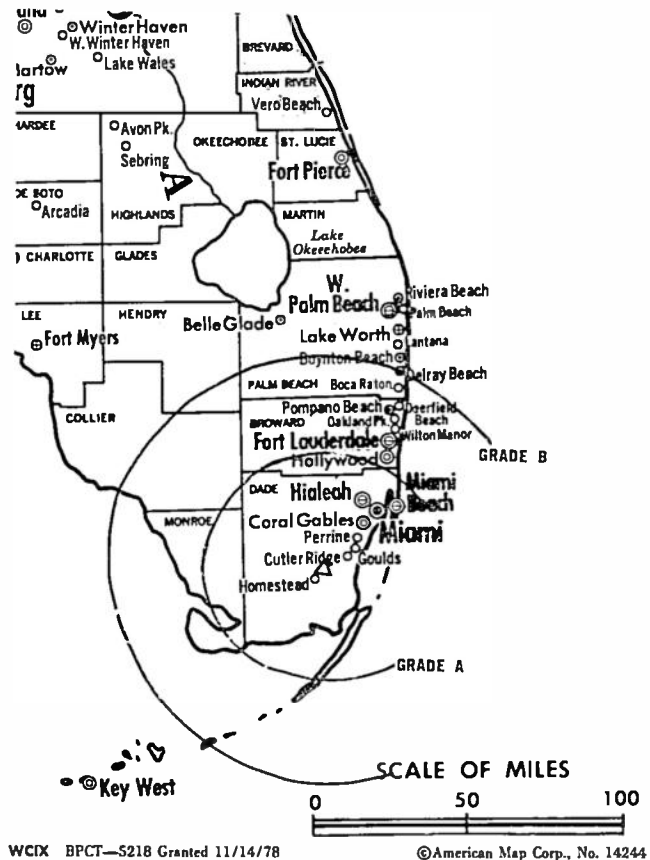 und
Winter Haven
W. Winter Haven
Bartow
Lake Wales
rg
BREVARD
INDIAN RIVER
Vero Beach
HARDEE
Avon Pk.
Sebring
OKEECHOBEE
ST. LUCIE
Fort Pierce
A
DE SOTO
Arcadia
HIGHLANDS
MARTIN
Lake
Okeechobee
CHARLOTTE
GLADES
W.
Palm Beach
Riviera Beach
Palm Beach
LEE
HENDRY
Belle Glade
Fort Myers
Lake Worth
Lantana
Boynton Beach
Delray Beach
PALM BEACH
Boca Raton
COLLIER
Pompano Beach
Deerfield
Beach
BROWARD
Oakland Pk.
Wilton Manor
Fort Lauderdale
Hollywood
GRADE B
DADE
Hialeah
Miami
Beach
MONROE
Coral Gables
Miami
Perrine
Cutler Ridge
Goulds
Homestead
GRADE A
Key West
SCALE OF MILES
0 50 100
WCIX BPCT—5218 Granted 11/14/78
©American Map Corp., No. 14244